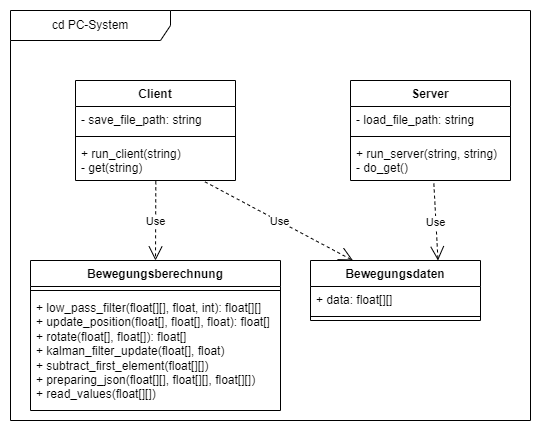 cd PC-System
Client
- save_file_path: string
+ run_client(string)
- get(string)
Server
- load_file_path: string
+ run_server(string, string)
- do_get()
Use
Use
Use
Bewegungsberechnung
+ low_pass_filter(float[][], float, int): float[][]
+ update_position(float[], float[], float): float[]
+ rotate(float[], float[]): float[]
+ kalman_filter_update(float[], float)
+ subtract_first_element(float[][])
+ preparing_json(float[][], float[][], float[][])
+ read_values(float[][])
Bewegungsdaten
+ data: float[][]